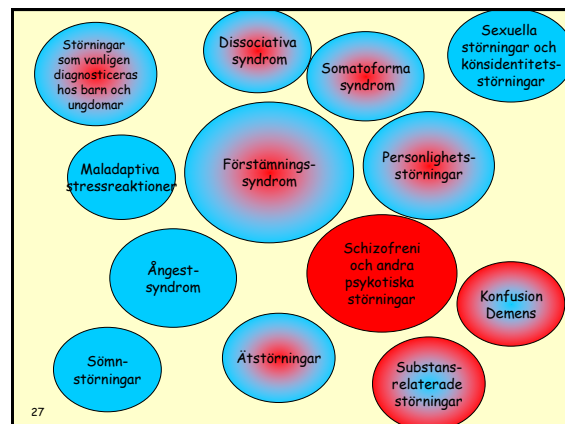 Störningar
som vanligen
diagnosticeras
hos barn och
ungdomar
Dissociativa
syndrom
Somatoforma
syndrom
Sexuella
störningar och
könsidentitets-
störningar
Maladaptiva
stressreaktioner
Förstämnings-
syndrom
Personlighets-
störningar
Ångest-
syndrom
Schizofreni
och andra
psykotiska
störningar
Konfusion
Demens
Sömn-
störningar
Ätstörningar
Substans-
relaterade
störningar
27